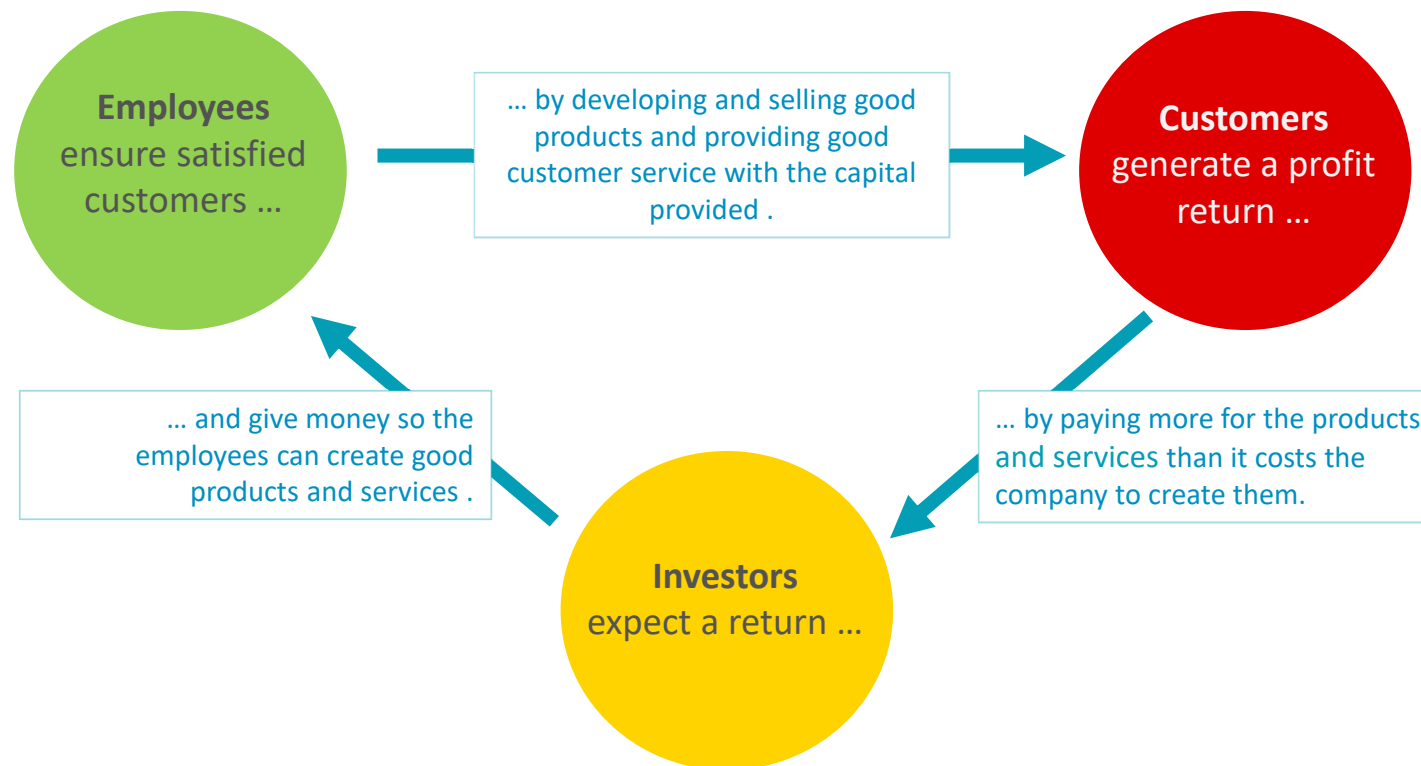 Employees
ensure satisfied
customers …
… by developing and selling good
products and providing good
customer service with the capital
provided .
Customers
generate a profit
return …
… and give money so the
employees can create good
products and services .
… by paying more for the products
and services than it costs the
company to create them.
Investors
expect a return …